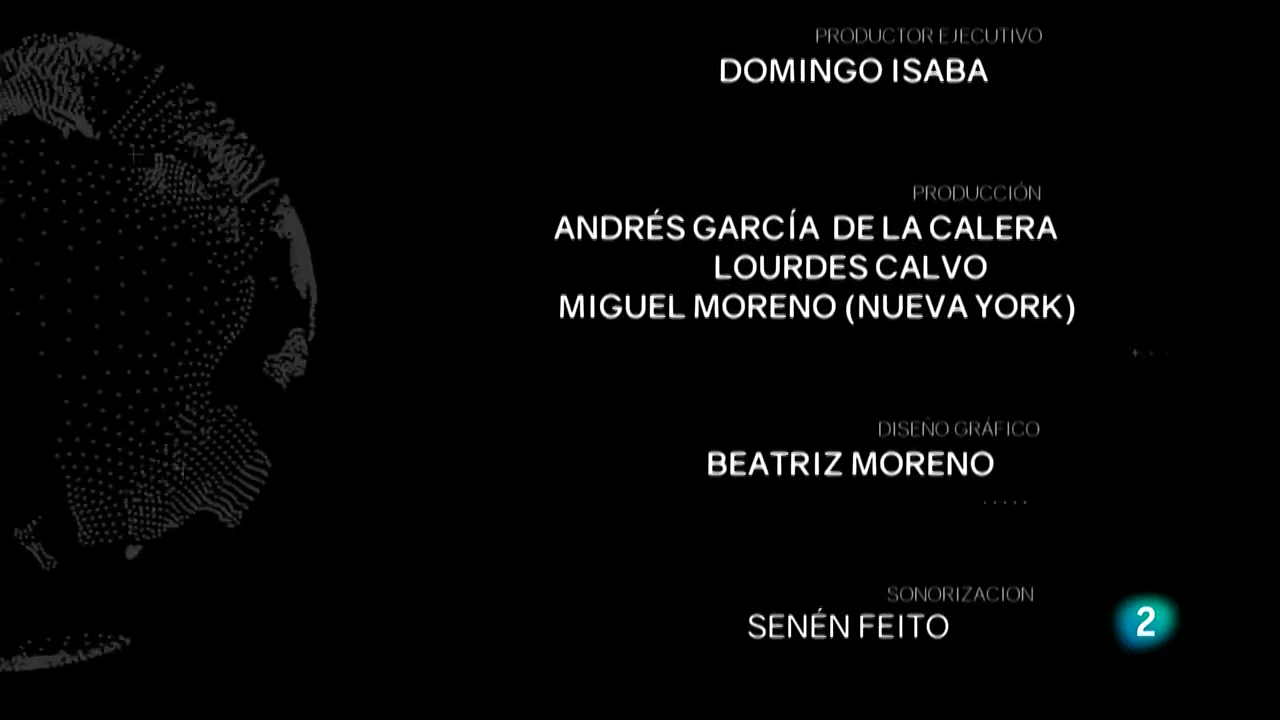 PRODUCTOR EJECUTIVO
DOMINGO ISABA
PRODUCCIÓN
ANDRÉS GARCÍA DE LA CALERA
LOURDES CALVO
MIGUEL MORENO (NUEVA YORK)
DISEÑO GRÁFICO
BEATRIZ MORENO
SONORIZACION
SENÉN FEITO
2